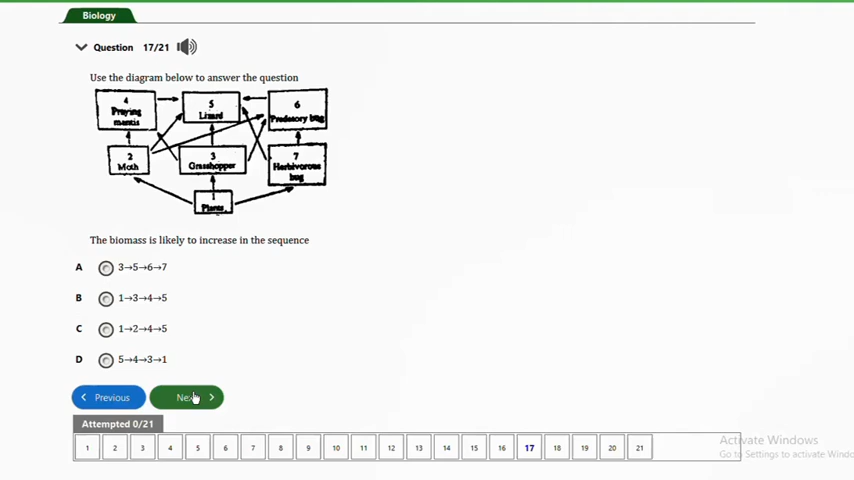 Biology
Question 17/21
Use the diagram below to answer the question
4
Praying
mantis
5
Lizard
6
Predatory bug
2
Moth
3
Grasshopper
7
Herbivorous
bug
1
Plants
The biomass is likely to increase in the sequence
A 3→5→6→7
B 1→3→4→5
C 1→2→4→5
D 5→4→3→1
Previous Next
Attempted 0/21
1 2 3 4 5 6 7 8 9 10 11 12 13 14 15 16 17 18 19 20 21
Activate Windows
Go to Settings to activate Windo